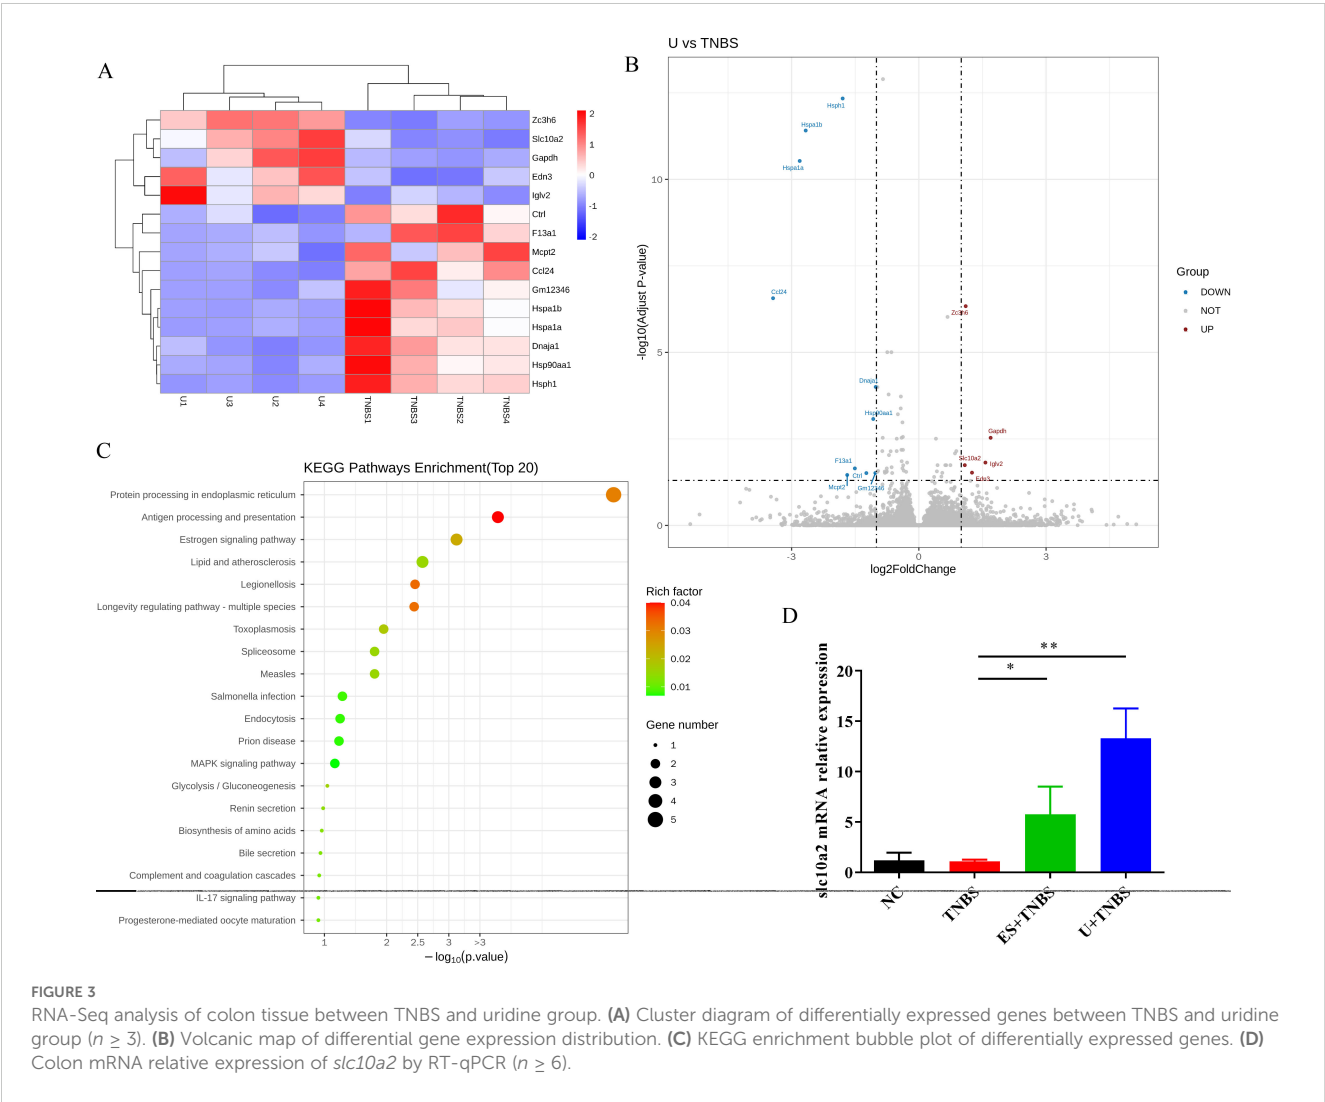 A
2
1
0
-1
-2
Zc3h6
Slc10a2
Gapdh
Edn3
Iglv2
Ctrl
F13a1
Mcpt2
Ccl24
Gm12346
Hspa1b
Hspa1a
Dnaja1
Hsp90aa1
Hsph1
U1
U3
U2
U4
TNBS1
TNBS3
TNBS2
TNBS4
B
U vs TNBS
-log10(Adjust P-value)
10
5
0
-3
0
3
log2FoldChange
Hsph1
Hspa1b
Hspa1a
Ccl24
Zc3h6
Dnaja1
Hsp90aa1
Gapdh
F13a1
Ctrl
Slc10a2
Iglv2
Edn3
Mcpt2
Gm12346
Group
DOWN
NOT
UP
C
KEGG Pathways Enrichment(Top 20)
Protein processing in endoplasmic reticulum
Antigen processing and presentation
Estrogen signaling pathway
Lipid and atherosclerosis
Legionellosis
Longevity regulating pathway - multiple species
Toxoplasmosis
Spliceosome
Measles
Salmonella infection
Endocytosis
Prion disease
MAPK signaling pathway
Glycolysis / Gluconeogenesis
Renin secretion
Biosynthesis of amino acids
Bile secretion
Complement and coagulation cascades
IL-17 signaling pathway
Progesterone-mediated oocyte maturation
1
2
2.5
3
>3
−log10(p.value)
Rich factor
0.04
0.03
0.02
0.01
Gene number
1
2
3
4
5
D
slc10a2 mRNA relative expression
20
15
10
5
0
*
**
NC
TNBS
ES+TNBS
U+TNBS
FIGURE 3
RNA-Seq analysis of colon tissue between TNBS and uridine group. (A) Cluster diagram of differentially expressed genes between TNBS and uridine
group (n ≥ 3). (B) Volcanic map of differential gene expression distribution. (C) KEGG enrichment bubble plot of differentially expressed genes. (D)
Colon mRNA relative expression of slc10a2 by RT-qPCR (n ≥ 6).